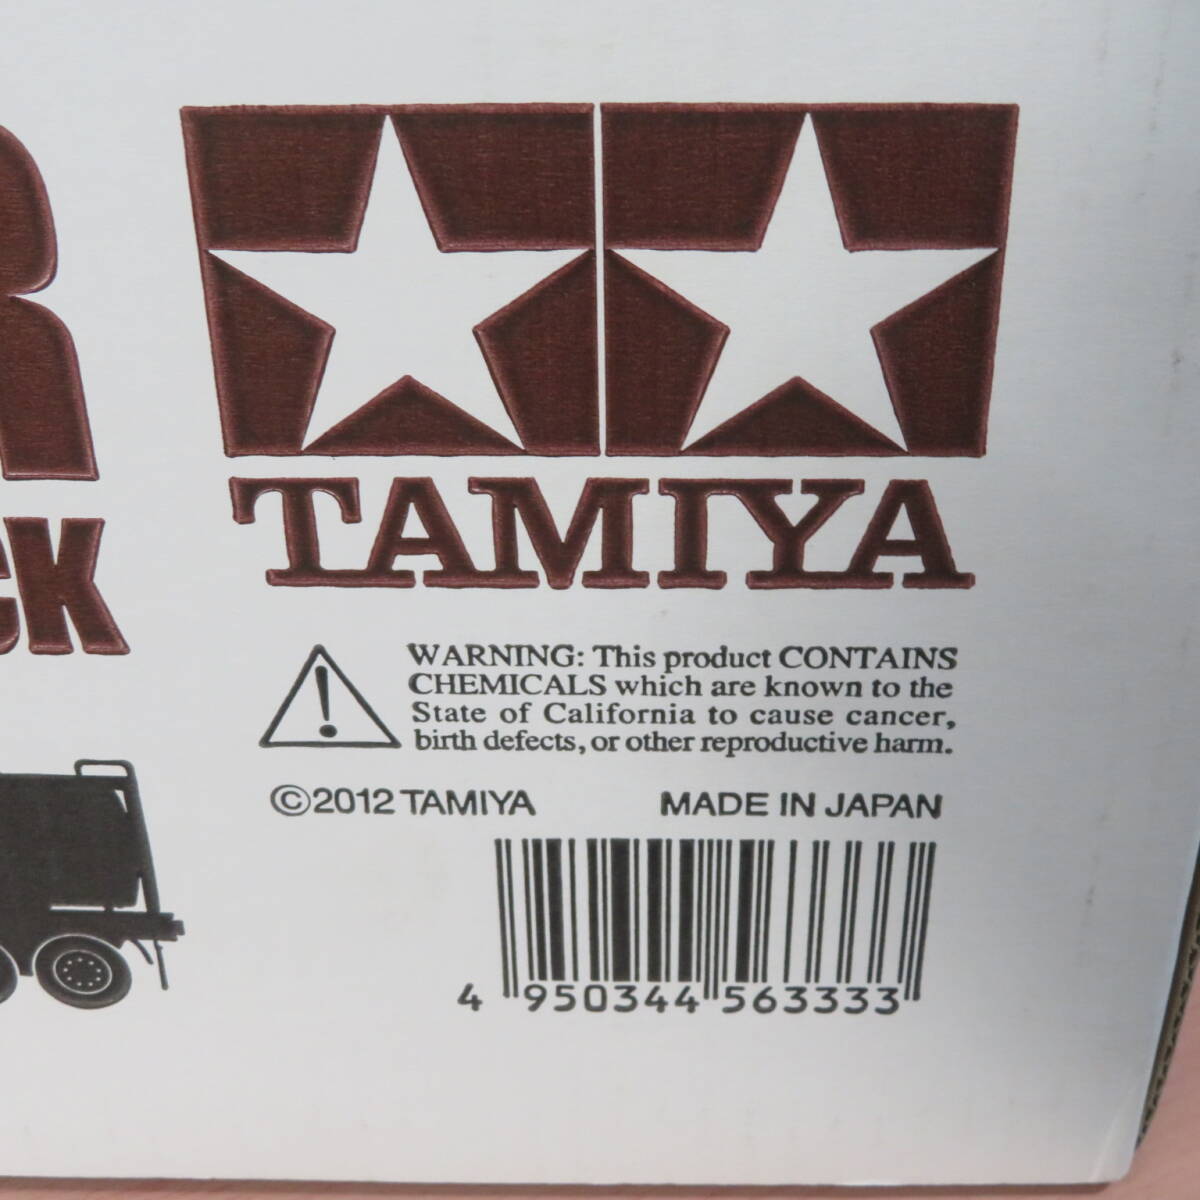 TAMIYA
WARNING: This product CONTAINS
CHEMICALS which are known to the
State of California to cause cancer,
birth defects, or other reproductive harm.
©2012 TAMIYA MADE IN JAPAN
4 950344 563333